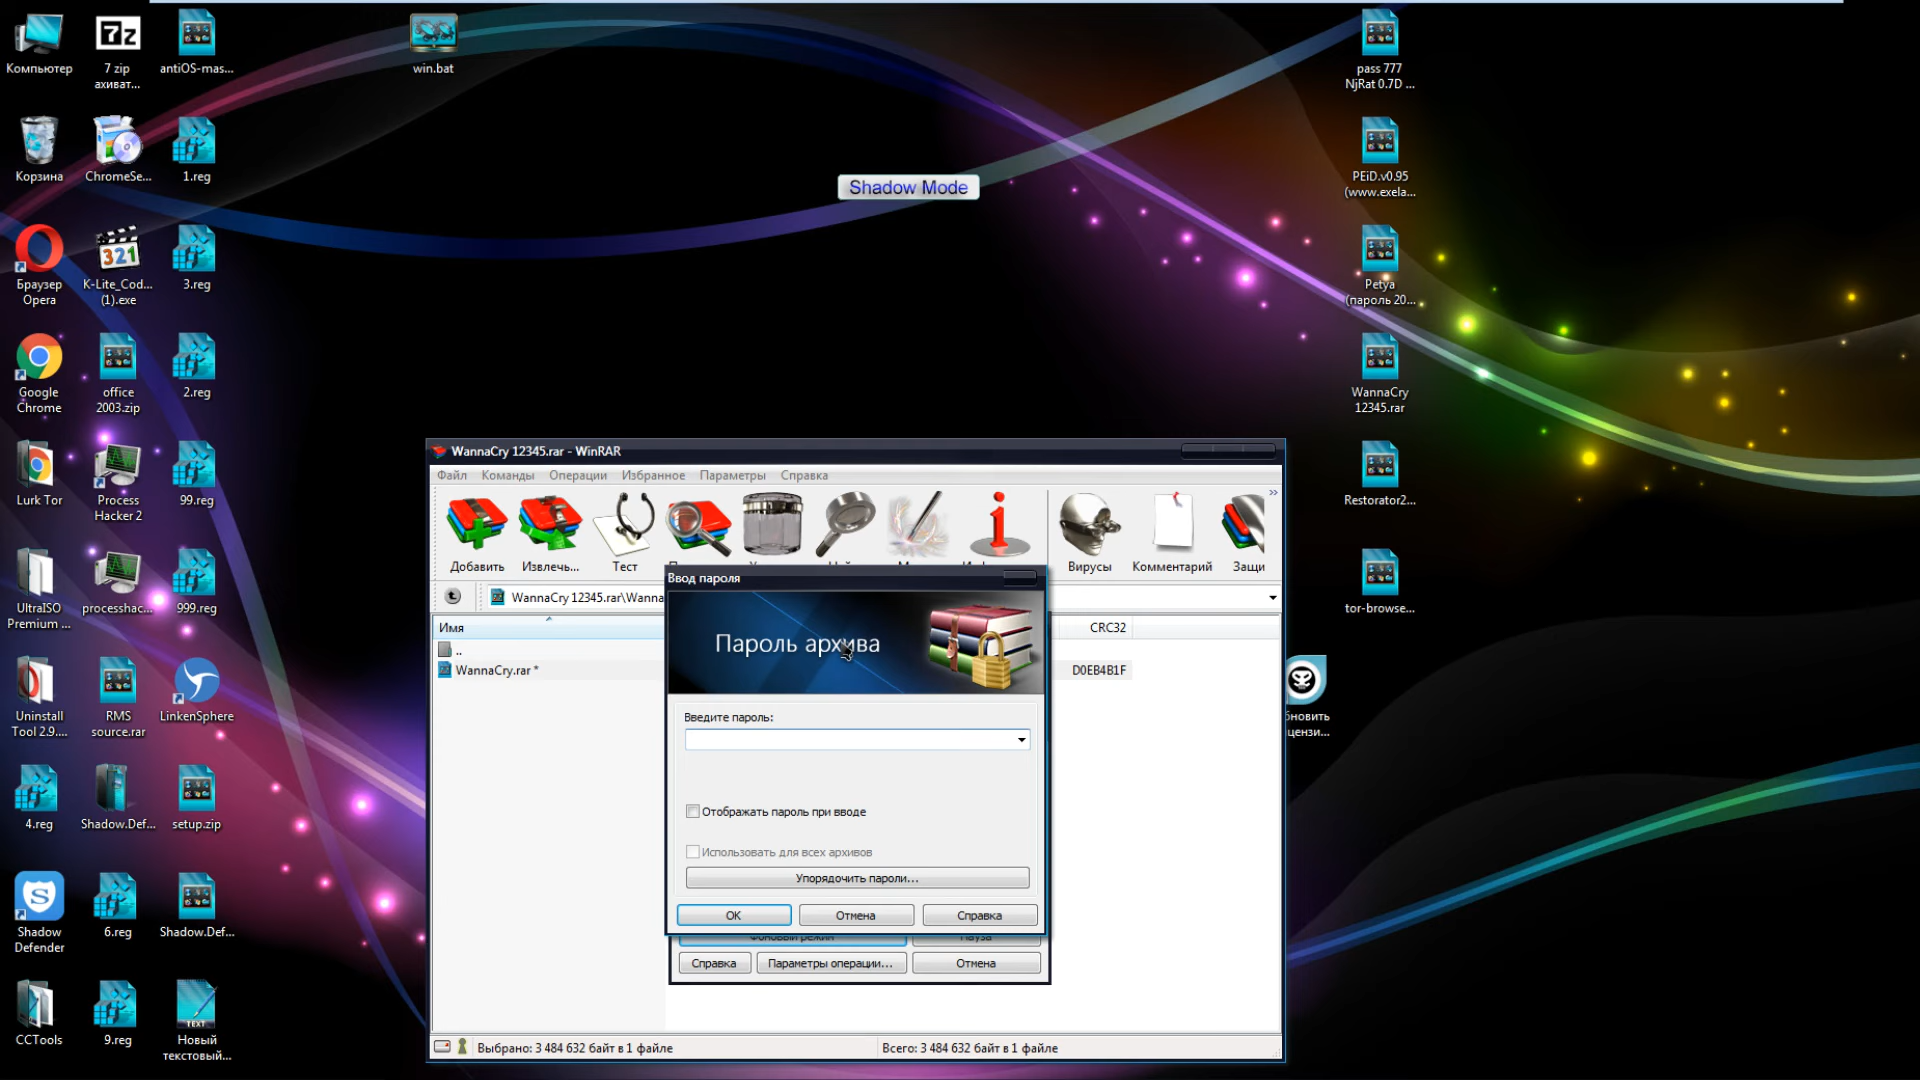 Компьютер
7 zip
ахиват...
antiOS-mas...
win.bat
pass 777
NjRat 0.7D ...
Корзина
ChromeSe...
1.reg
Shadow Mode
PEiD.v0.95
(www.exela...
Браузер
Opera
K-Lite_Cod...
(1).exe
3.reg
Petya
(пароль 20...
Google
Chrome
office
2003.zip
2.reg
WannaCry
12345.rar
Lurk Tor
Process
Hacker 2
99.reg
Restorator2...
UltraISO
Premium ...
processhac...
999.reg
tor-browse...
Uninstall
Tool 2.9....
RMS
source.rar
LinkenSphere
4.reg
Shadow.Def...
setup.zip
Shadow
Defender
6.reg
Shadow.Def...
CCTools
9.reg
TEXT
Новый
текстовый...
WannaCry 12345.rar - WinRAR
Файл Команды Операции Избранное Параметры Справка
Добавить Извлечь... Тест Вирусы Комментарий Защи
WannaCry 12345.rar\Wanna
Имя CRC32
..
WannaCry.rar * D0EB4B1F
Ввод пароля
Пароль архива
Введите пароль:
Отображать пароль при вводе
Использовать для всех архивов
Упорядочить пароли...
OK Отмена Справка
Фоновый режим Пауза
Справка Параметры операции... Отмена
Выбрано: 3 484 632 байт в 1 файле Всего: 3 484 632 байт в 1 файле